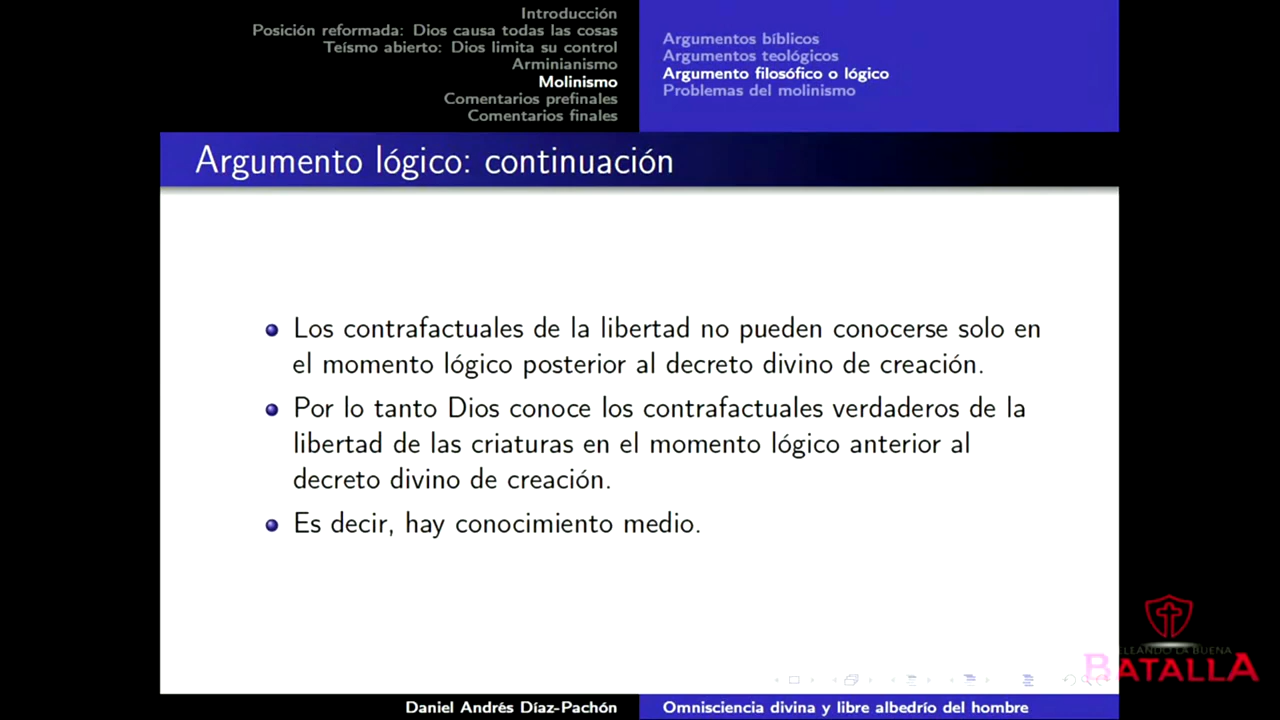 Introducción
Posición reformada: Dios causa todas las cosas
Teísmo abierto: Dios limita su control
Arminianismo
Molinismo
Comentarios prefinales
Comentarios finales
Argumentos bíblicos
Argumentos teológicos
Argumento filosófico o lógico
Problemas del molinismo
Argumento lógico: continuación
Los contrafactuales de la libertad no pueden conocerse solo en
el momento lógico posterior al decreto divino de creación.
Por lo tanto Dios conoce los contrafactuales verdaderos de la
libertad de las criaturas en el momento lógico anterior al
decreto divino de creación.
Es decir, hay conocimiento medio.
LA BUENA
BATALLA
Daniel Andrés Díaz-Pachón
Omnisciencia divina y libre albedrío del hombre